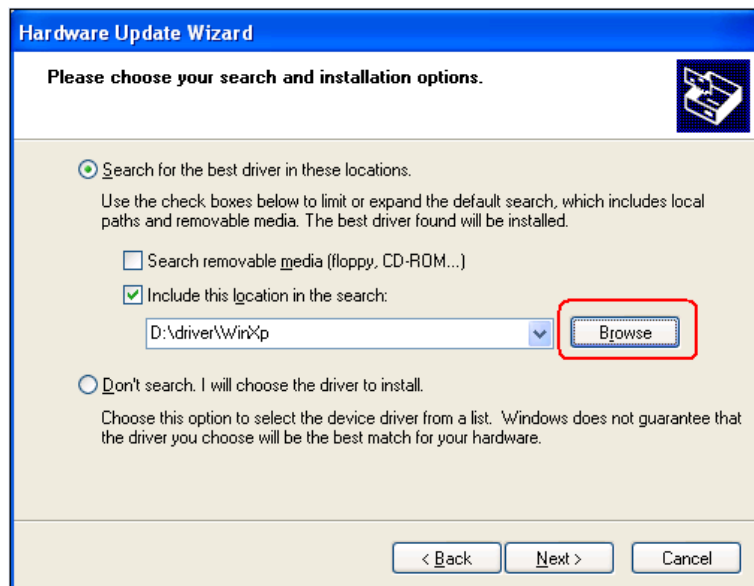 Hardware Update Wizard
Please choose your search and installation options.
Search for the best driver in these locations.
Use the check boxes below to limit or expand the default search, which includes local
paths and removable media. The best driver found will be installed.
Search removable media (floppy, CD-ROM...)
Include this location in the search:
D:\driver\WinXp
Browse
Don't search. I will choose the driver to install.
Choose this option to select the device driver from a list. Windows does not guarantee that
the driver you choose will be the best match for your hardware.
< Back Next > Cancel